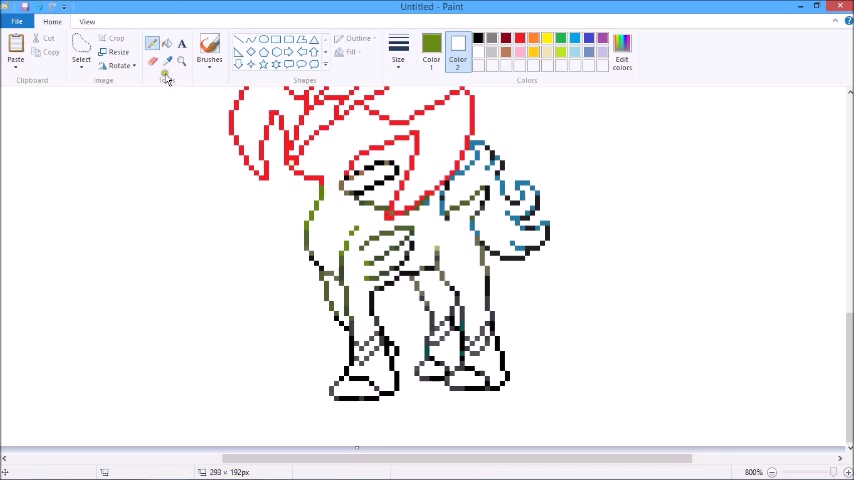 Untitled - Paint
File Home View
Paste
Cut
Copy
Clipboard
Select
Crop
Resize
Rotate
Image
A
Tools
Brushes
Outline
Fill
Shapes
Size
Color 1
Color 2
Edit colors
Colors
293 × 192px
800%